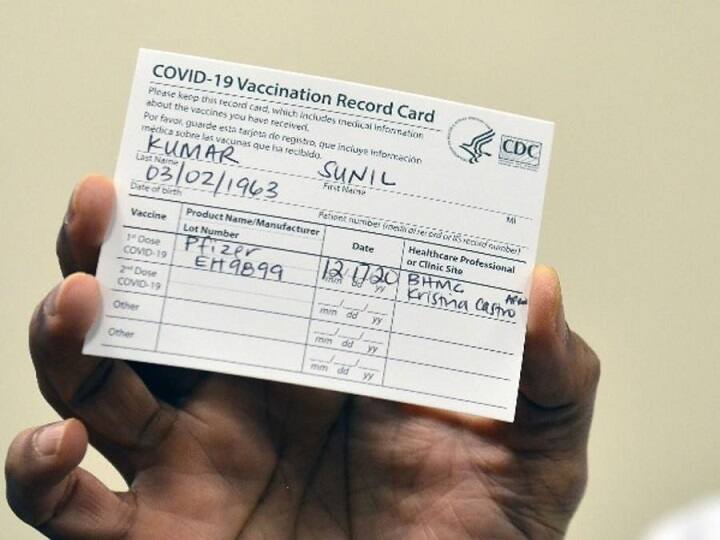 COVID-19 Vaccination Record Card
Please keep this record card, which includes medical information
about the vaccines you have received.
Por favor, guarde esta tarjeta de registro, que incluye información
médica sobre las vacunas que ha recibido.
CDC
KUMAR SUNIL
Last Name First Name MI
03/02/1963
Date of birth Patient number (medical record or IIS record number)
Vaccine Product Name/Manufacturer Date Healthcare Professional
Lot Number or Clinic Site
1st Dose Pfizer 12 17 20 BHMC
COVID-19 EH9899 mm dd yy Kristina Castro
2nd Dose
COVID-19 mm dd yy
Other
mm dd yy
Other
mm dd yy